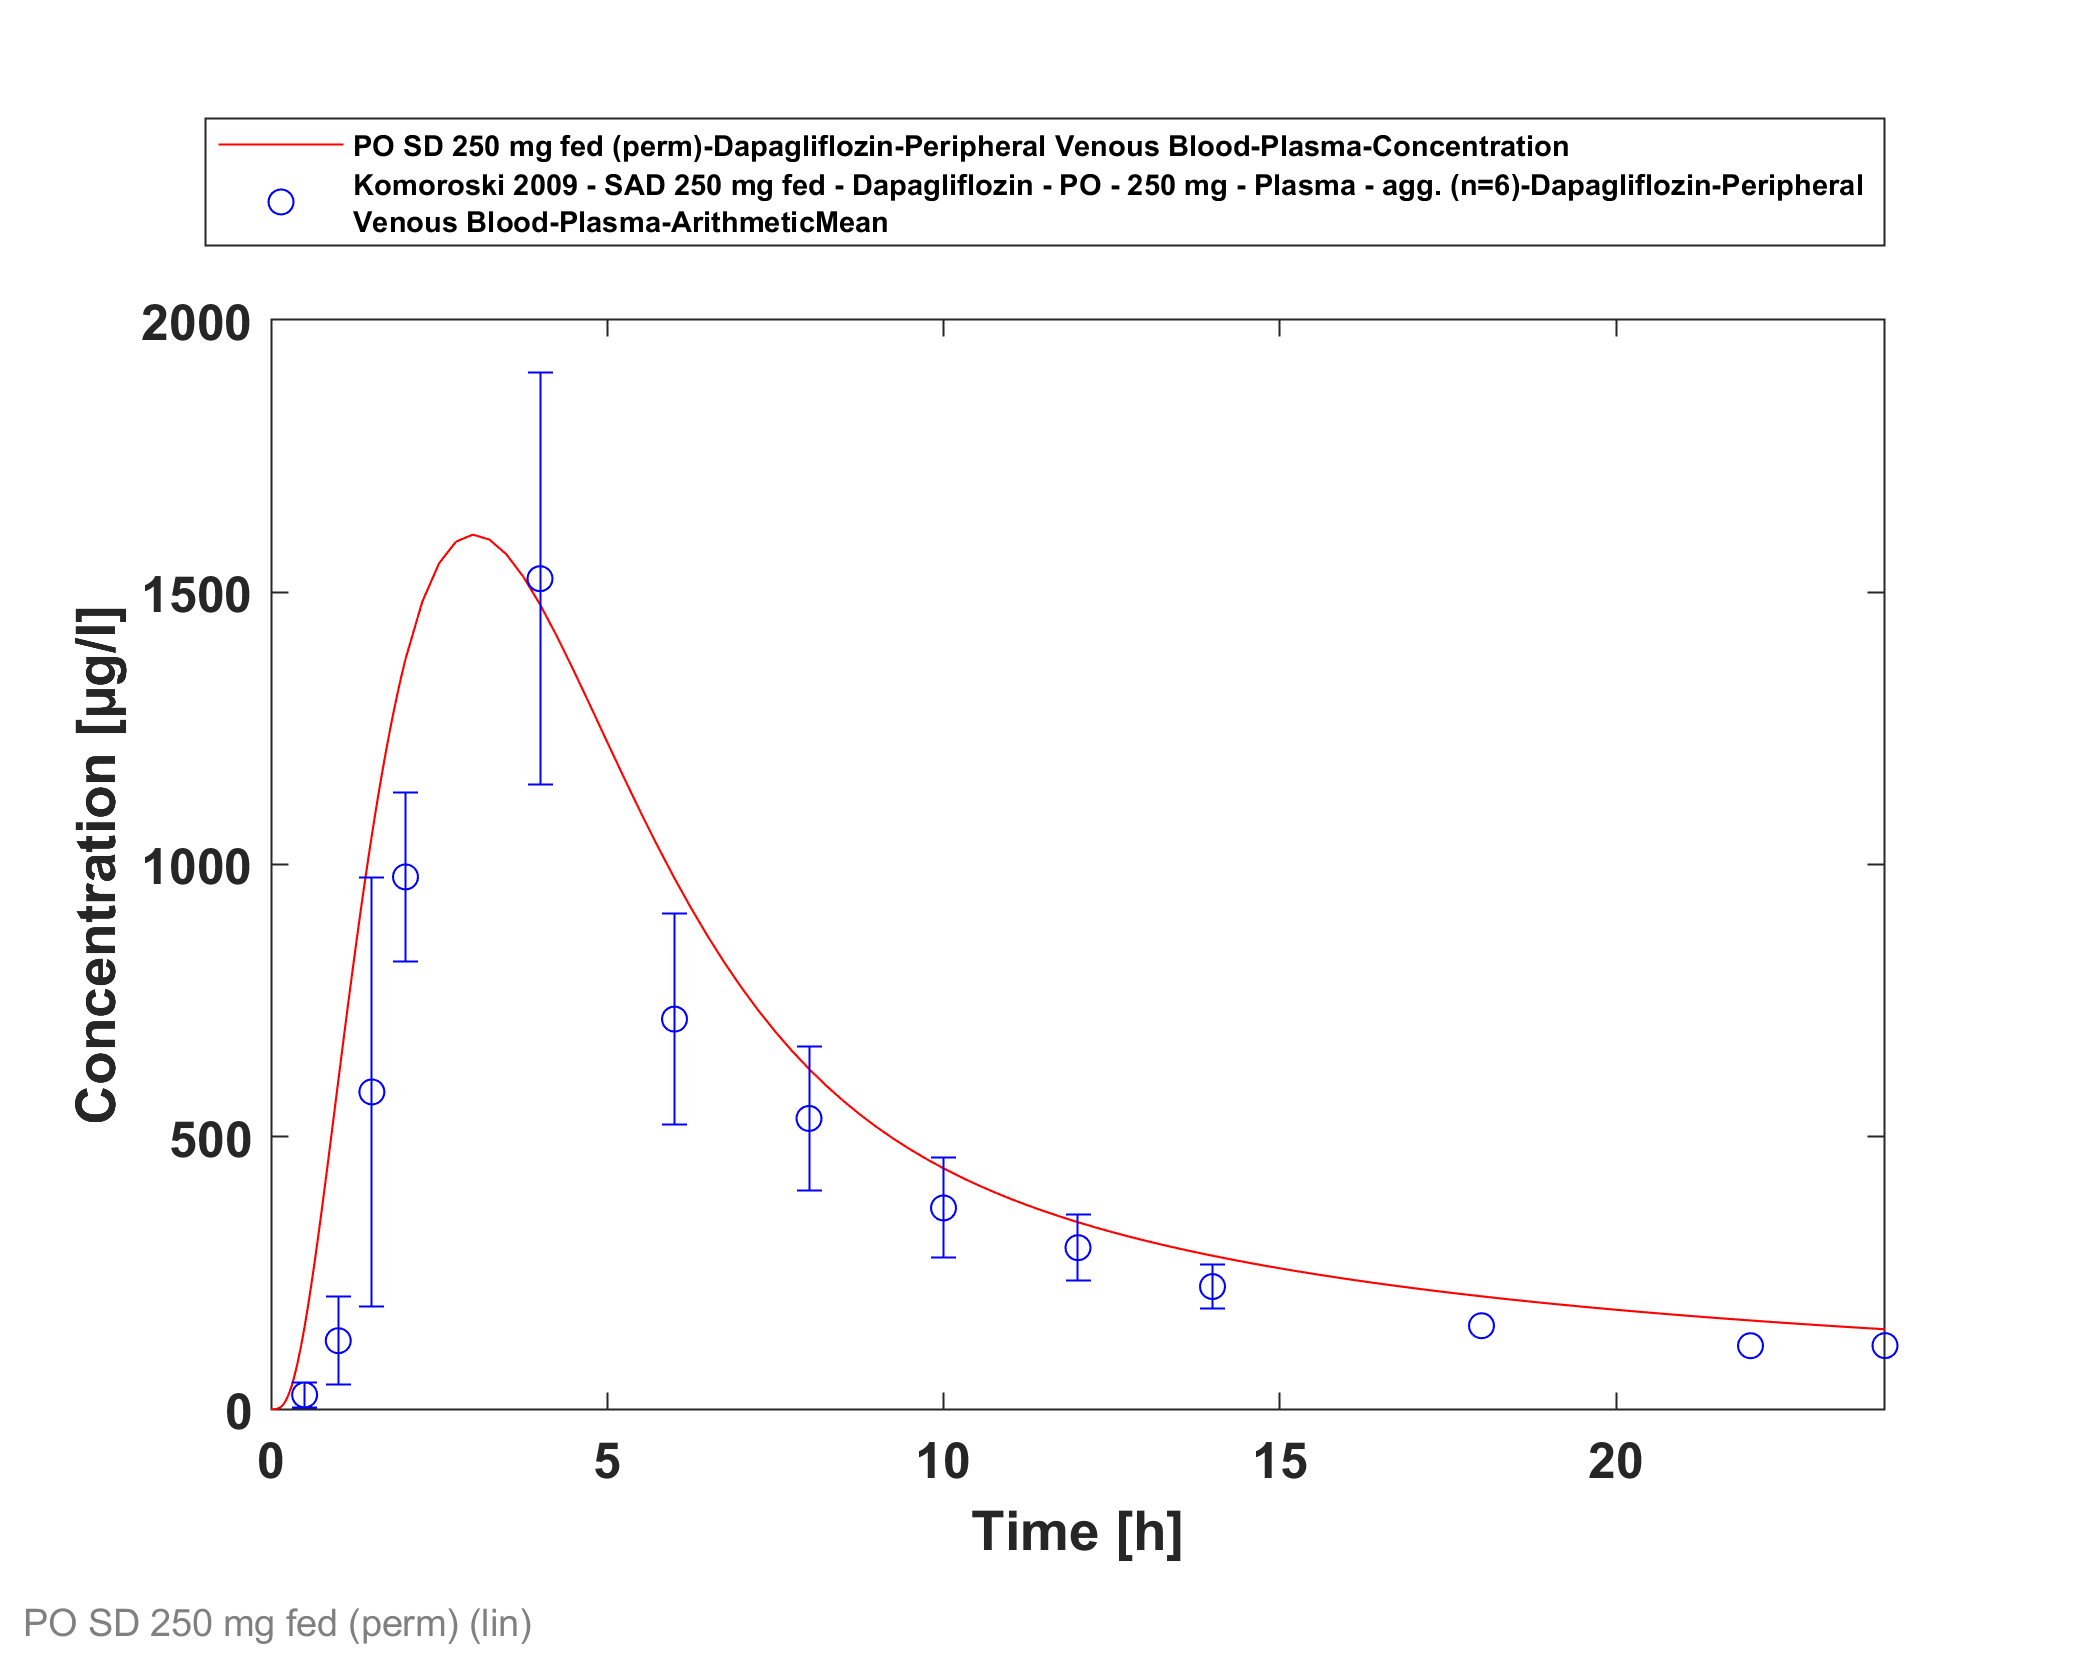 PO SD 250 mg fed (perm)-Dapagliflozin-Peripheral Venous Blood-Plasma-Concentration
Komoroski 2009 - SAD 250 mg fed - Dapagliflozin - PO - 250 mg - Plasma - agg. (n=6)-Dapagliflozin-Peripheral
Venous Blood-Plasma-ArithmeticMean
2000
1500
1000
500
0
Concentration [µg/l]
0 5 10 15 20
Time [h]
PO SD 250 mg fed (perm) (lin)